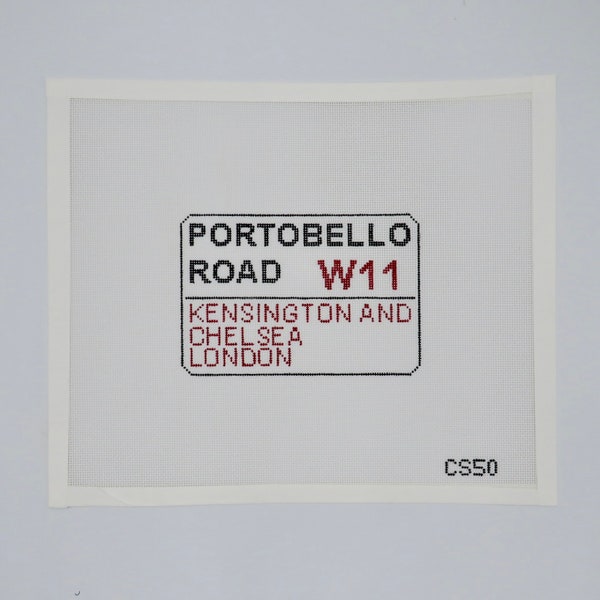 PORTOBELLO
ROAD W11
KENSINGTON AND
CHELSEA
LONDON
CS50